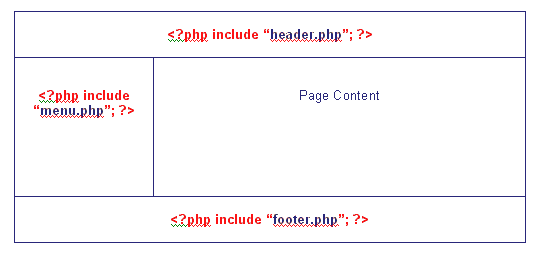 <?php include “header.php”; ?>
<?php include
“menu.php”; ?>
Page Content
<?php include “footer.php”; ?>